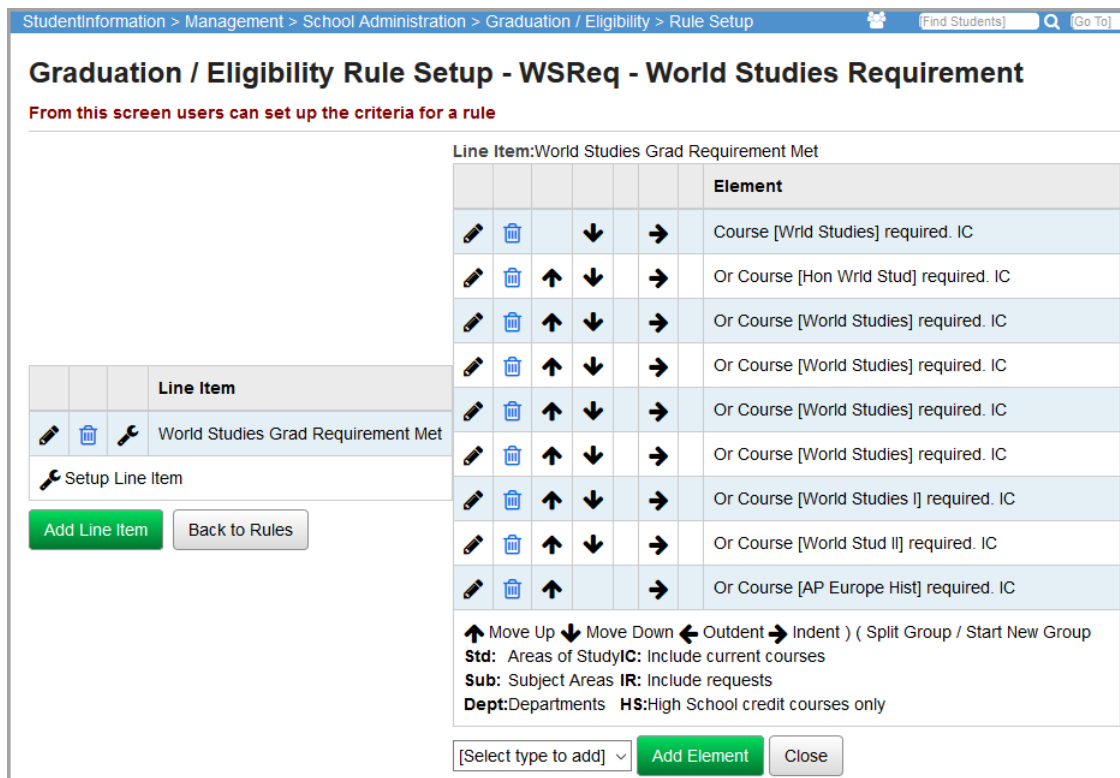 StudentInformation > Management > School Administration > Graduation / Eligibility > Rule Setup [Find Students] [Go To]
Graduation / Eligibility Rule Setup - WSReq - World Studies Requirement
From this screen users can set up the criteria for a rule
Line Item
World Studies Grad Requirement Met
Setup Line Item
Add Line Item Back to Rules
Line Item:World Studies Grad Requirement Met
Element
Course [Wrld Studies] required. IC
Or Course [Hon Wrld Stud] required. IC
Or Course [World Studies] required. IC
Or Course [World Studies] required. IC
Or Course [World Studies] required. IC
Or Course [World Studies] required. IC
Or Course [World Studies I] required. IC
Or Course [World Stud II] required. IC
Or Course [AP Europe Hist] required. IC
Move Up Move Down Outdent Indent ) ( Split Group / Start New Group
Std: Areas of StudyIC: Include current courses
Sub: Subject Areas IR: Include requests
Dept:Departments HS:High School credit courses only
[Select type to add] Add Element Close